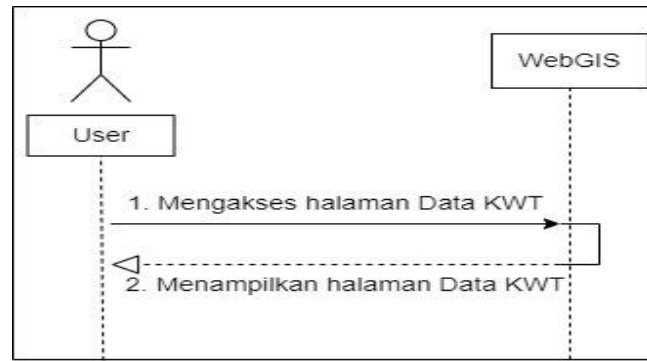 WebGIS
User
1. Mengakses halaman Data KWT
2. Menampilkan halaman Data KWT